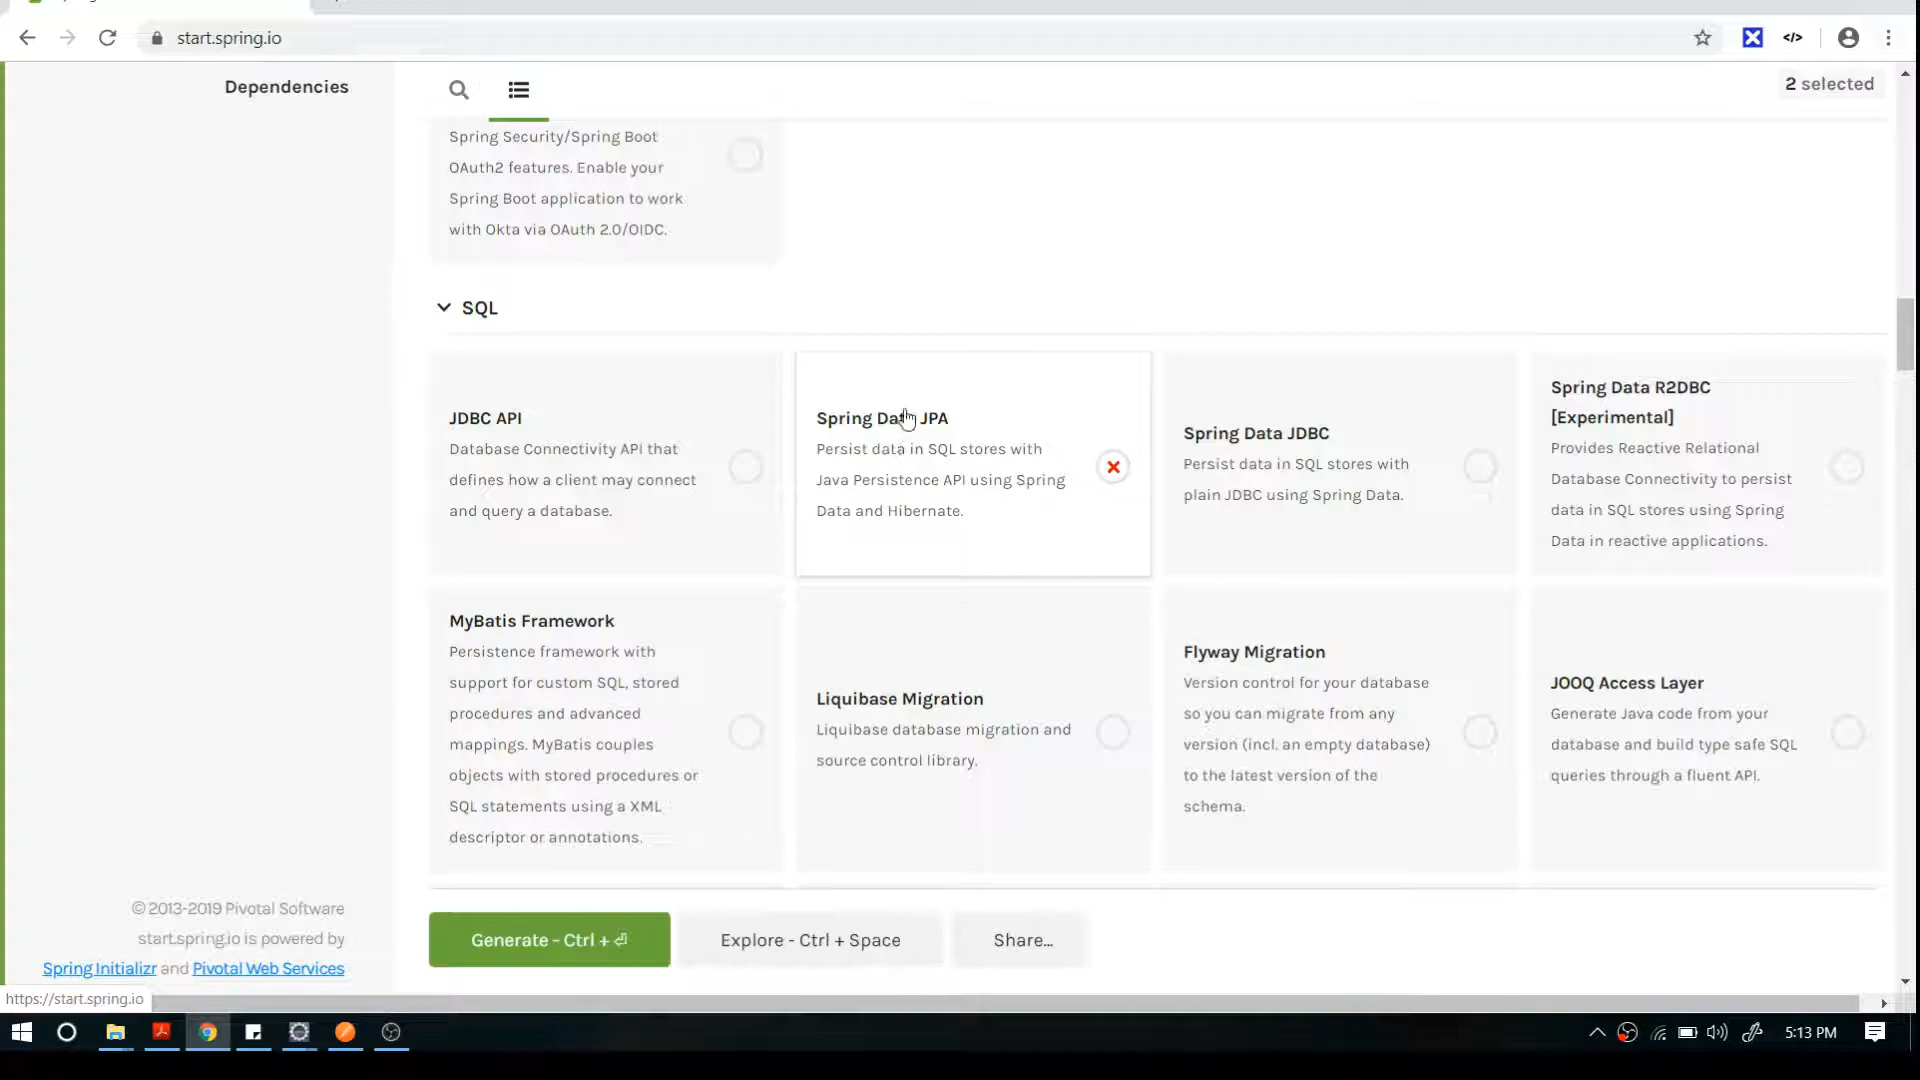 start.spring.io
Dependencies
2 selected
Spring Security/Spring Boot
OAuth2 features. Enable your
Spring Boot application to work
with Okta via OAuth 2.0/OIDC.
SQL
JDBC API
Database Connectivity API that
defines how a client may connect
and query a database.
Spring Data JPA
Persist data in SQL stores with
Java Persistence API using Spring
Data and Hibernate.
Spring Data JDBC
Persist data in SQL stores with
plain JDBC using Spring Data.
Spring Data R2DBC
[Experimental]
Provides Reactive Relational
Database Connectivity to persist
data in SQL stores using Spring
Data in reactive applications.
MyBatis Framework
Persistence framework with
support for custom SQL, stored
procedures and advanced
mappings. MyBatis couples
objects with stored procedures or
SQL statements using a XML
descriptor or annotations.
Liquibase Migration
Liquibase database migration and
source control library.
Flyway Migration
Version control for your database
so you can migrate from any
version (incl. an empty database)
to the latest version of the
schema.
JOOQ Access Layer
Generate Java code from your
database and build type safe SQL
queries through a fluent API.
© 2013-2019 Pivotal Software
start.spring.io is powered by
Spring Initializr and Pivotal Web Services
Generate - Ctrl + ⏎
Explore - Ctrl + Space
Share...
https://start.spring.io
5:13 PM